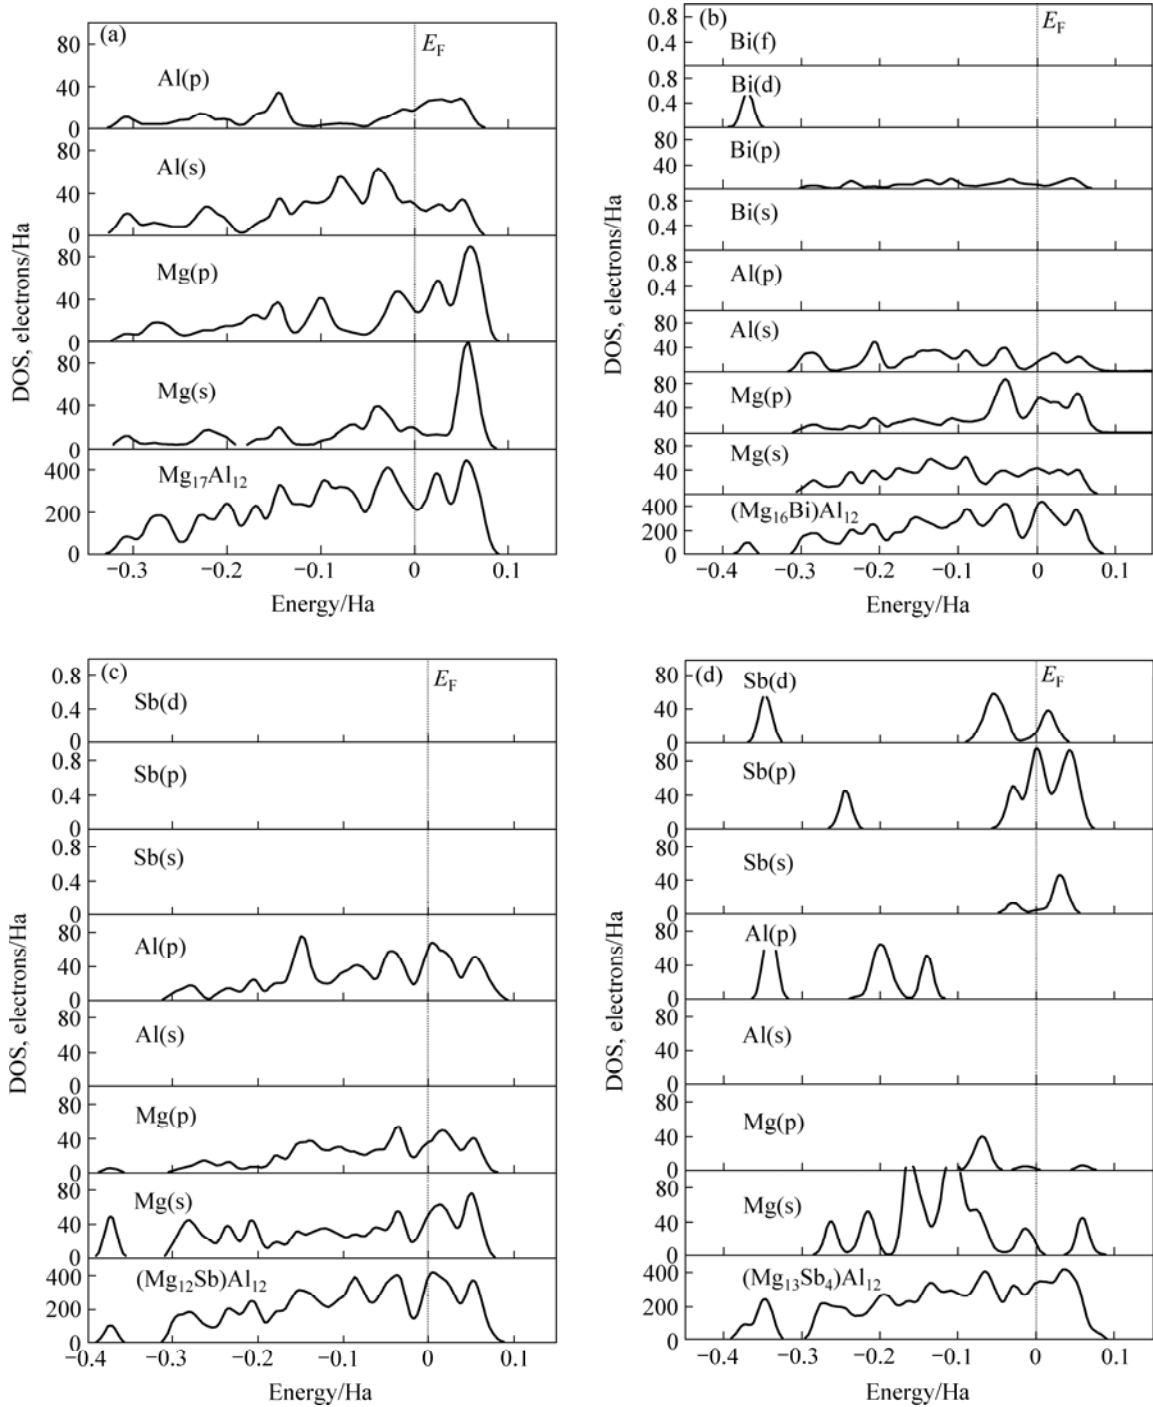 (a)
E_F
80
40
0
Al(p)
80
40
0
Al(s)
80
40
0
Mg(p)
80
40
0
Mg(s)
400
200
0
Mg₁₇Al₁₂
−0.3 −0.2 −0.1 0 0.1
Energy/Ha
DOS, electrons/Ha
(b)
E_F
0.8
0.4
Bi(f)
0.8
0.4
0
Bi(d)
80
40
Bi(p)
0.8
0.4
Bi(s)
0.8
0.4
Al(p)
80
40
0
Al(s)
80
40
Mg(p)
80
40
Mg(s)
400
200
0
(Mg₁₆Bi)Al₁₂
−0.4 −0.3 −0.2 −0.1 0 0.1
Energy/Ha
DOS, electrons/Ha
(c)
E_F
0.8
0.4
0
Sb(d)
0.8
0.4
0
Sb(p)
0.8
0.4
0
Sb(s)
80
40
0
Al(p)
80
40
0
Al(s)
80
40
0
Mg(p)
80
40
0
Mg(s)
400
200
0
(Mg₁₂Sb)Al₁₂
−0.4 −0.3 −0.2 −0.1 0 0.1
Energy/Ha
DOS, electrons/Ha
(d)
E_F
80
40
0
Sb(d)
80
40
0
Sb(p)
80
40
0
Sb(s)
80
40
0
Al(p)
80
40
0
Al(s)
80
40
0
Mg(p)
80
40
0
Mg(s)
400
200
0
(Mg₁₃Sb₄)Al₁₂
−0.4 −0.3 −0.2 −0.1 0 0.1
Energy/Ha
DOS, electrons/Ha